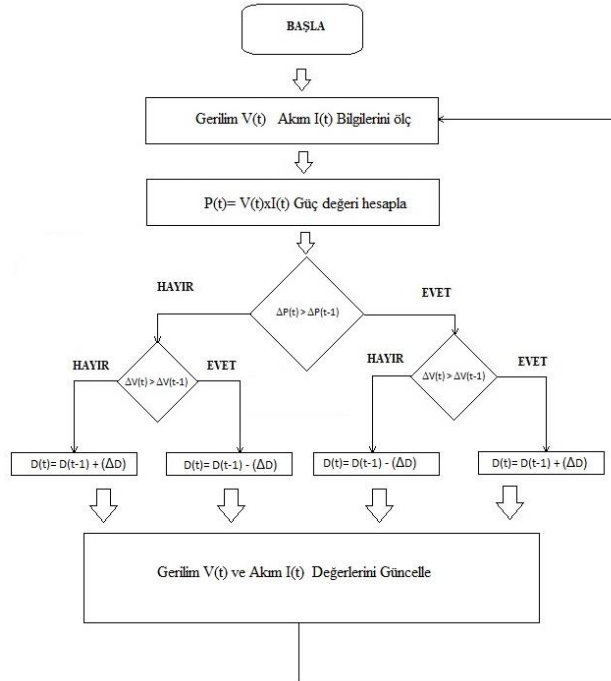 BAŞLA
Gerilim V(t) Akım I(t) Bilgilerini ölç
P(t)= V(t)xI(t) Güç değeri hesapla
HAYIR
EVET
ΔP(t) > ΔP(t-1)
HAYIR
EVET
ΔV(t) > ΔV(t-1)
HAYIR
EVET
ΔV(t) > ΔV(t-1)
D(t)= D(t-1) + (ΔD)
D(t)= D(t-1) - (ΔD)
D(t)= D(t-1) - (ΔD)
D(t)= D(t-1) + (ΔD)
Gerilim V(t) ve Akım I(t) Değerlerini Güncelle